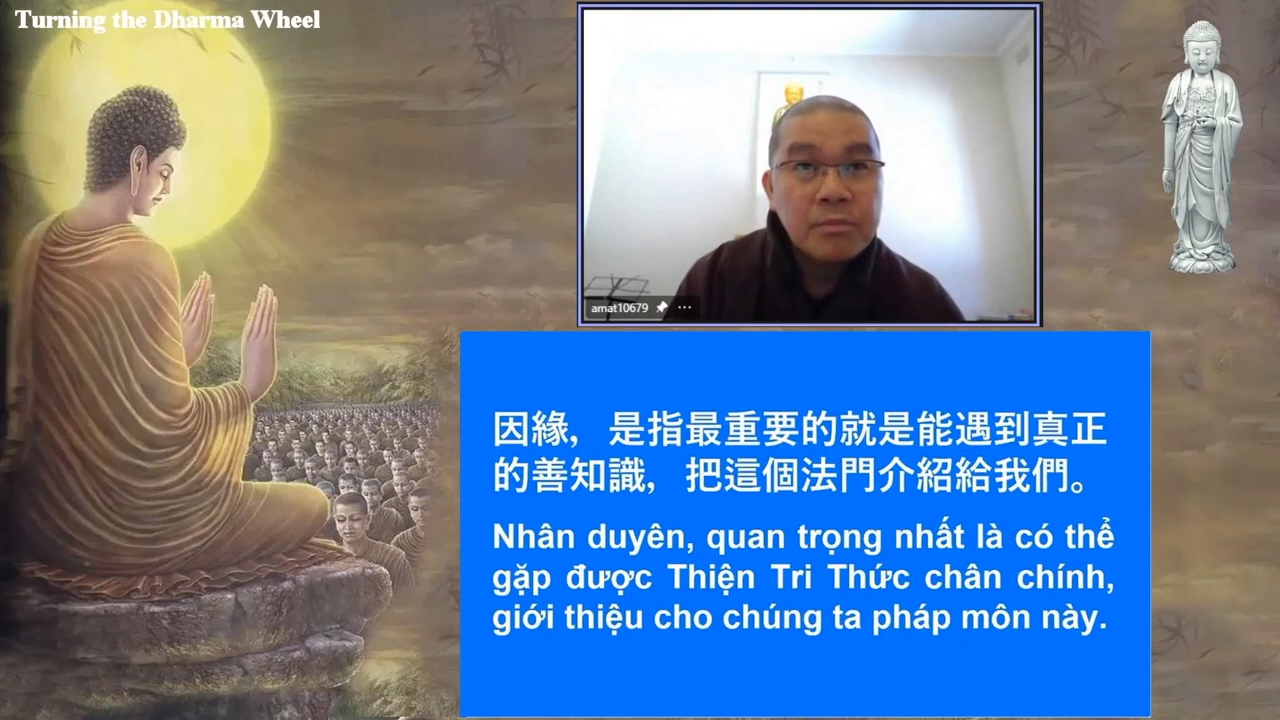 Turning the Dharma Wheel
amat10679
因緣，是指最重要的就是能遇到真正
的善知識，把這個法門介紹給我們。
Nhân duyên, quan trọng nhất là có thể
gặp được Thiện Tri Thức chân chính,
giới thiệu cho chúng ta pháp môn này.